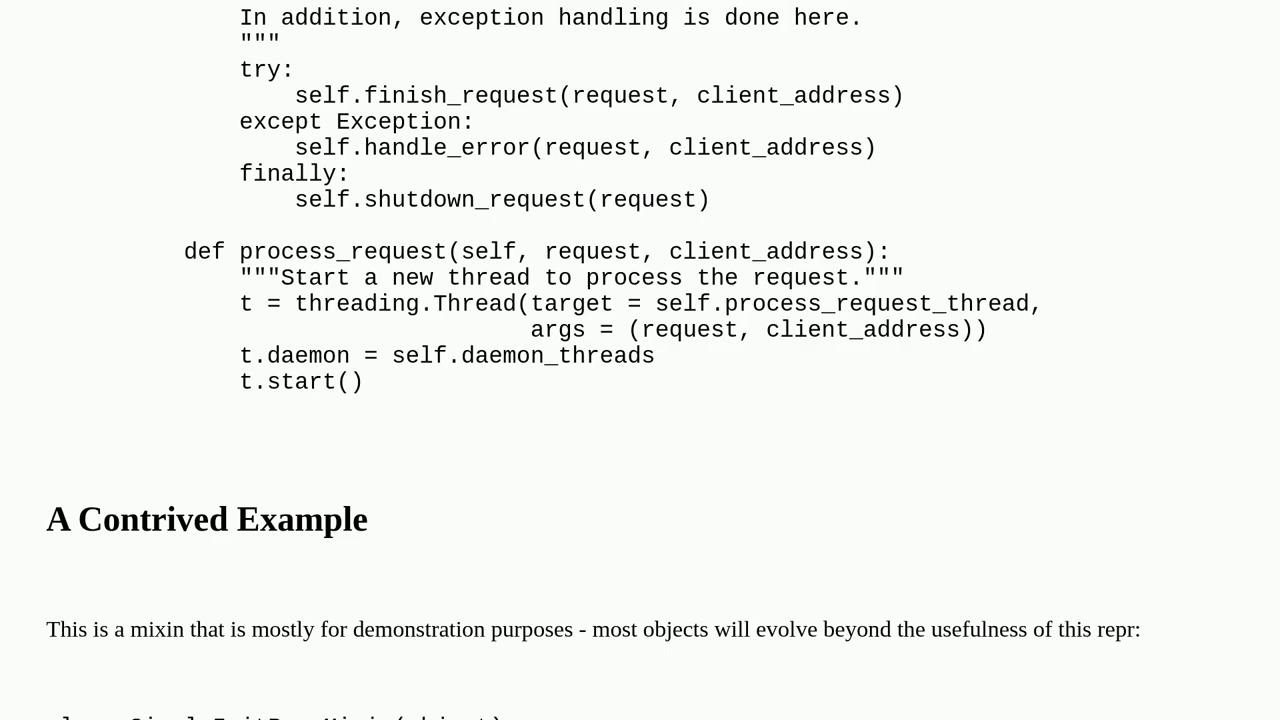 In addition, exception handling is done here.
"""
try:
self.finish_request(request, client_address)
except Exception:
self.handle_error(request, client_address)
finally:
self.shutdown_request(request)
def process_request(self, request, client_address):
"""Start a new thread to process the request."""
t = threading.Thread(target = self.process_request_thread,
args = (request, client_address))
t.daemon = self.daemon_threads
t.start()
A Contrived Example
This is a mixin that is mostly for demonstration purposes - most objects will evolve beyond the usefulness of this repr: